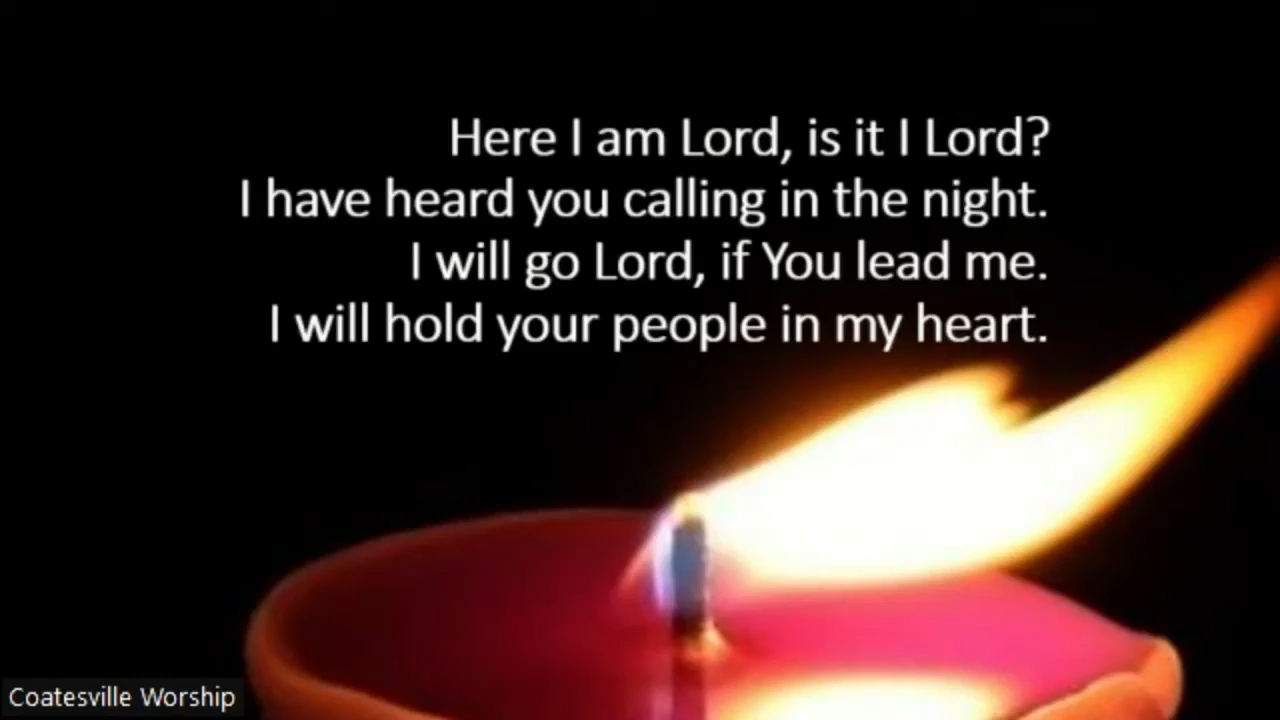 Here I am Lord, is it I Lord?
I have heard you calling in the night.
I will go Lord, if You lead me.
I will hold your people in my heart.
Coatesville Worship